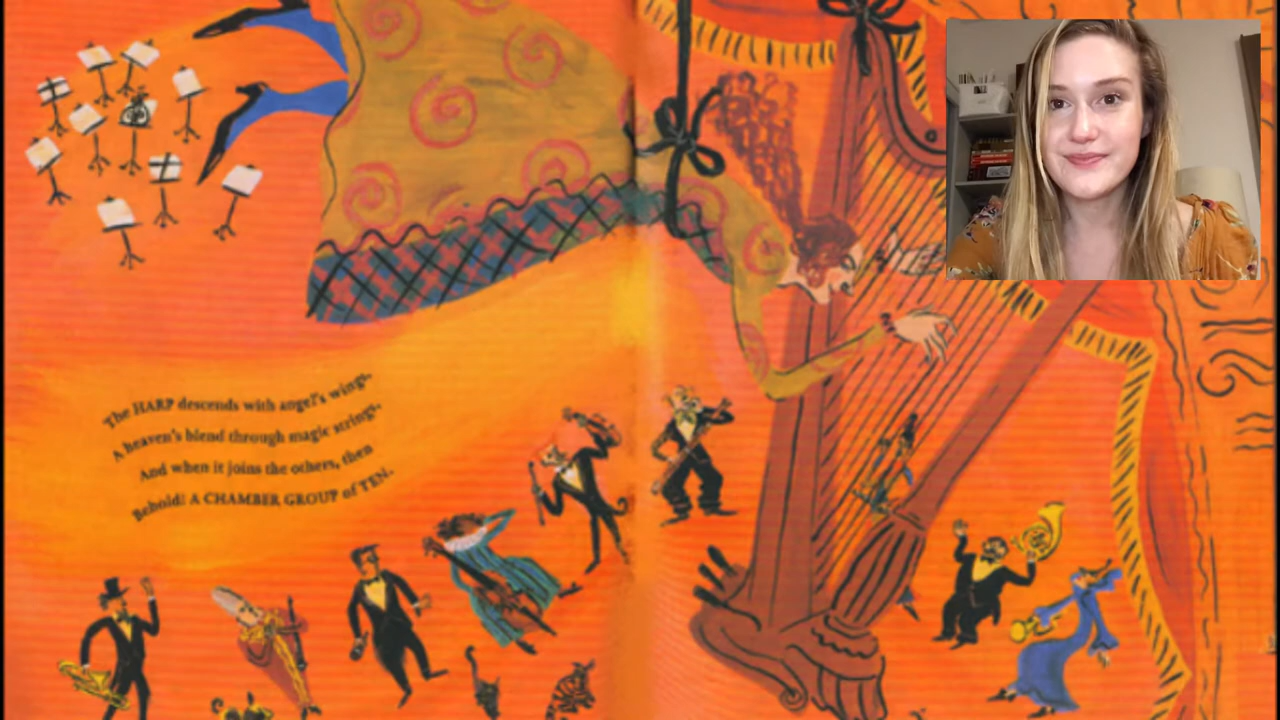 The HARP descends with angel's wings,
A heaven's blend through magic strings,
And when it joins the others, then
Behold! A CHAMBER GROUP of TEN.